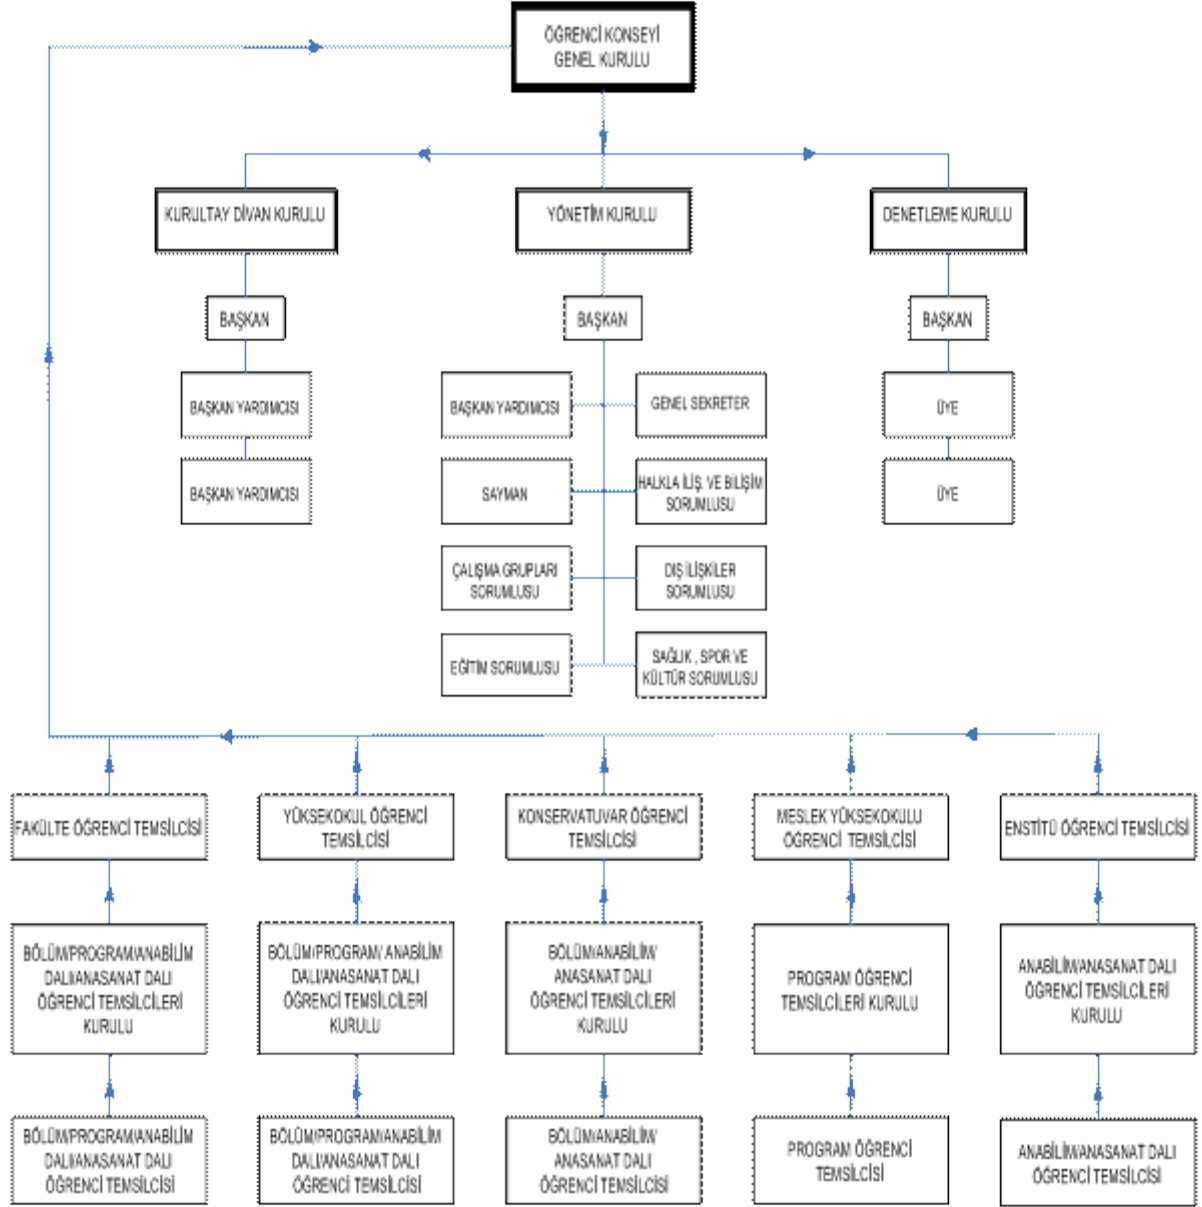 ÖĞRENCİ KONSEYİ
GENEL KURULU
KURULTAY DİVAN KURULU
YÖNETİM KURULU
DENETLEME KURULU
BAŞKAN
BAŞKAN
BAŞKAN
BAŞKAN YARDIMCISI
BAŞKAN YARDIMCISI
GENEL SEKRETER
ÜYE
BAŞKAN YARDIMCISI
SAYMAN
HALKLA İLİŞ. VE BİLİŞİM
SORUMLUSU
ÜYE
ÇALIŞMA GRUPLARI
SORUMLUSU
DIŞ İLİŞKİLER
SORUMLUSU
EĞİTİM SORUMLUSU
SAĞLIK , SPOR VE
KÜLTÜR SORUMLUSU
FAKÜLTE ÖĞRENCİ TEMSİLCİSİ
YÜKSEKOKUL ÖĞRENCİ
TEMSİLCİSİ
KONSERVATUVAR ÖĞRENCİ
TEMSİLCİSİ
MESLEK YÜKSEKOKULU
ÖĞRENCİ TEMSİLCİSİ
ENSTİTÜ ÖĞRENCİ TEMSİLCİSİ
BÖLÜM/PROGRAM/ANABİLİM
DALI/ANASANAT DALI
ÖĞRENCİ TEMSİLCİLERİ
KURULU
BÖLÜM/PROGRAM/ ANABİLİM
DALI/ANASANAT DALI
ÖĞRENCİ TEMSİLCİLERİ
KURULU
BÖLÜM/ANABİLİM/
ANASANAT DALI
ÖĞRENCİ TEMSİLCİLERİ
KURULU
PROGRAM ÖĞRENCİ
TEMSİLCİLERİ KURULU
ANABİLİM/ANASANAT DALI
ÖĞRENCİ TEMSİLCİLERİ
KURULU
BÖLÜM/PROGRAM/ANABİLİM
DALI/ANASANAT DALI
ÖĞRENCİ TEMSİLCİSİ
BÖLÜM/PROGRAM/ANABİLİM
DALI/ANASANAT DALI
ÖĞRENCİ TEMSİLCİSİ
BÖLÜM/ANABİLİM/
ANASANAT DALI
ÖĞRENCİ TEMSİLCİSİ
PROGRAM ÖĞRENCİ
TEMSİLCİSİ
ANABİLİM/ANASANAT DALI
ÖĞRENCİ TEMSİLCİSİ